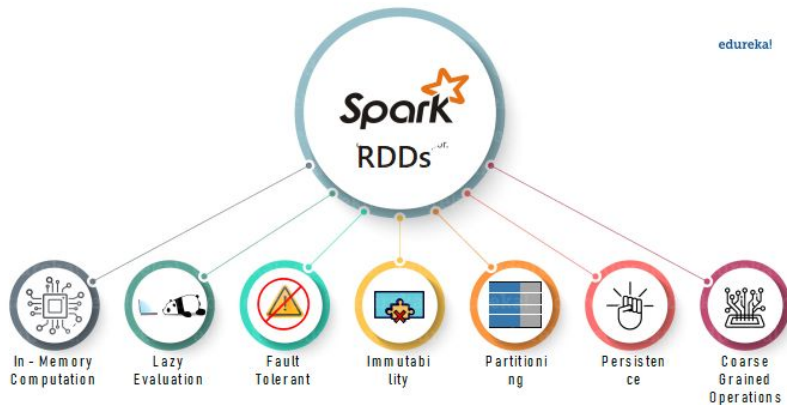 edureka!
Spark
RDDs
In - Memory
Computation
Lazy
Evaluation
Fault
Tolerant
Immutabi
lity
Partitioni
ng
Persisten
ce
Coarse
Grained
Operations